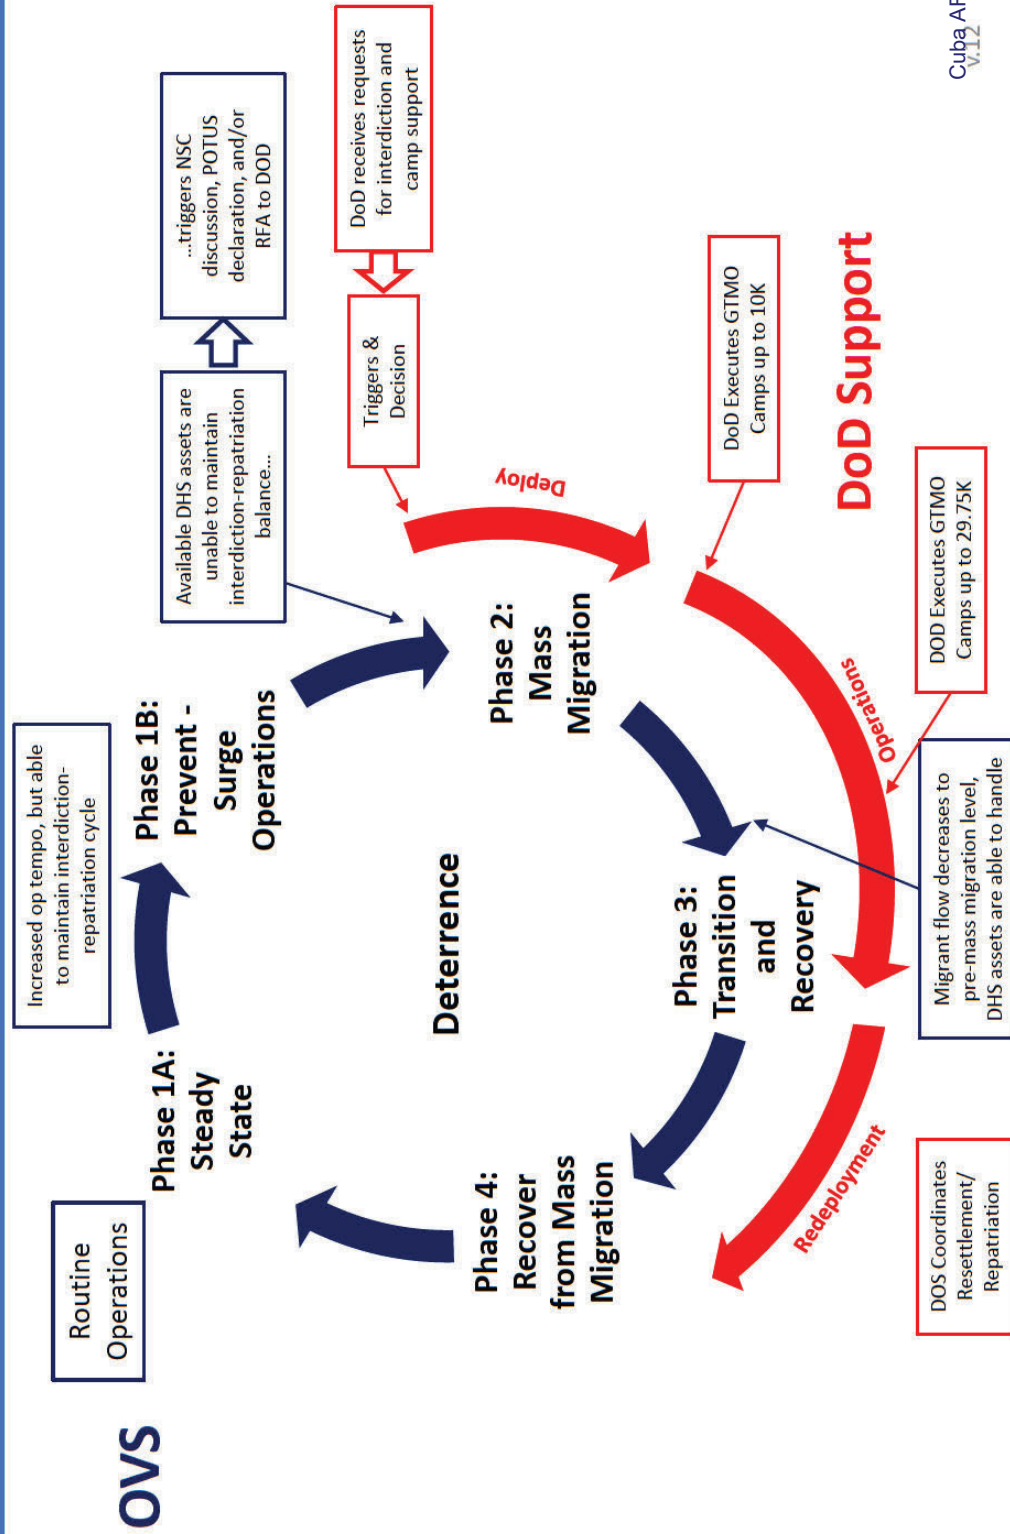 OVS
Routine
Operations
Phase 1A:
Steady
State
Increased op tempo, but able
to maintain interdiction-
repatriation cycle
Phase 1B:
Prevent -
Surge
Operations
Available DHS assets are
unable to maintain
interdiction-repatriation
balance...
...triggers NSC
discussion, POTUS
declaration, and/or
RFA to DOD
DoD receives requests
for interdiction and
camp support
Triggers &
Decision
Deploy
Phase 2:
Mass
Migration
Deterrence
Phase 4:
Recover
from Mass
Migration
Phase 3:
Transition
and
Recovery
DoD Executes GTMO
Camps up to 10K
DoD Support
Operations
DOD Executes GTMO
Camps up to 29.75K
Migrant flow decreases to
pre-mass migration level,
DHS assets are able to handle
Redeployment
DOS Coordinates
Resettlement/
Repatriation
Cuba
v.12